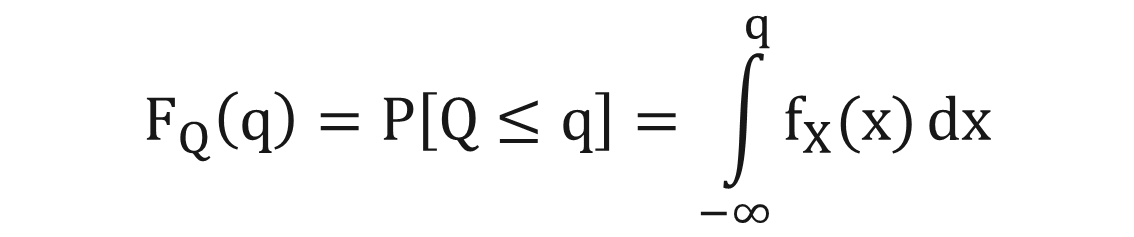 F_Q(q) = P[Q ≤ q] = ∫_{-∞}^{q} f_X(x) dx